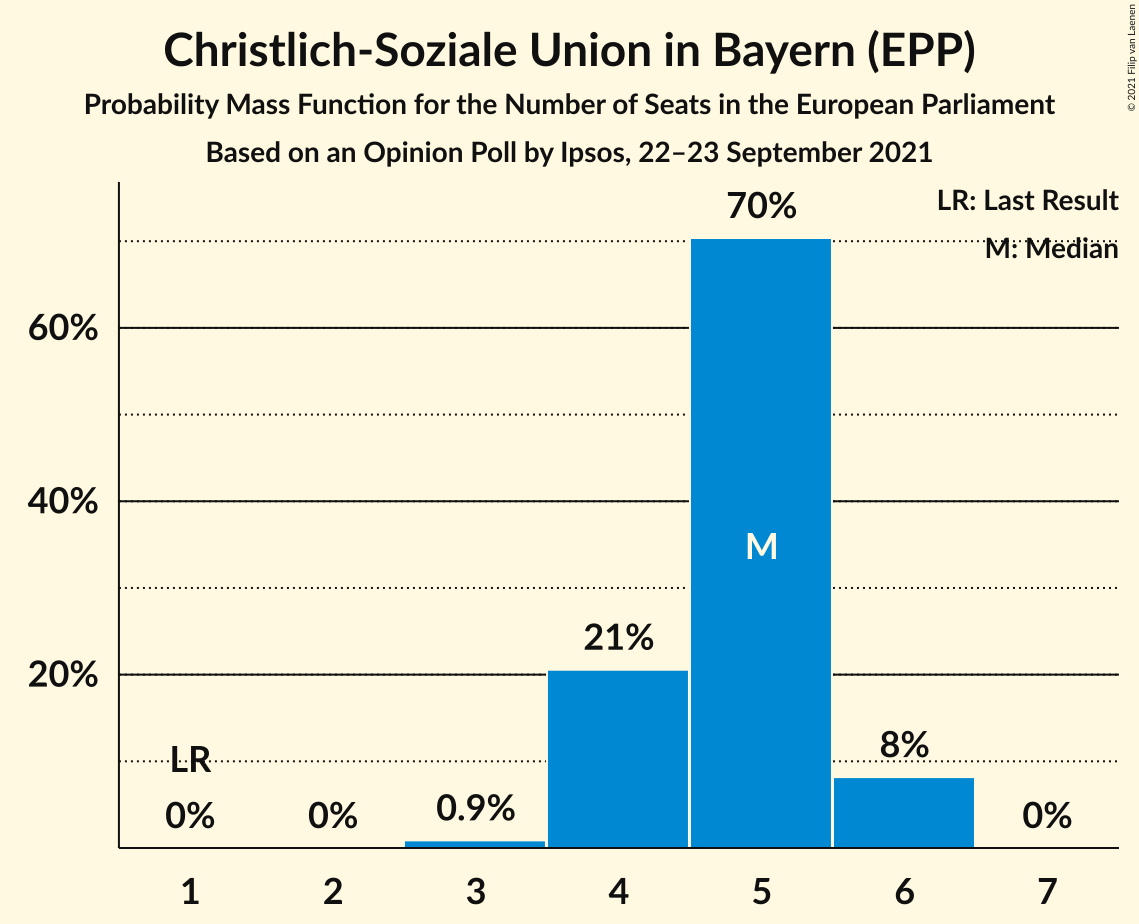 Christlich-Soziale Union in Bayern (EPP)
Probability Mass Function for the Number of Seats in the European Parliament
Based on an Opinion Poll by Ipsos, 22–23 September 2021
© 2021 Filip van Laenen
LR: Last Result
M: Median
70%
60%
40%
M
21%
20%
LR
8%
0%
0%
0.9%
0%
1
2
3
4
5
6
7